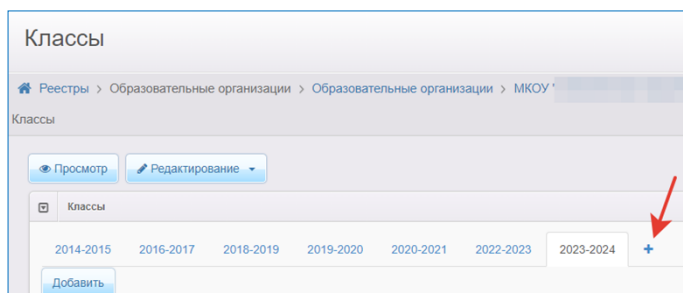 Классы
Реестры > Образовательные организации > Образовательные организации > МКОУ "
Классы
Просмотр Редактирование
Классы
2014-2015 2016-2017 2018-2019 2019-2020 2020-2021 2022-2023 2023-2024 +
Добавить